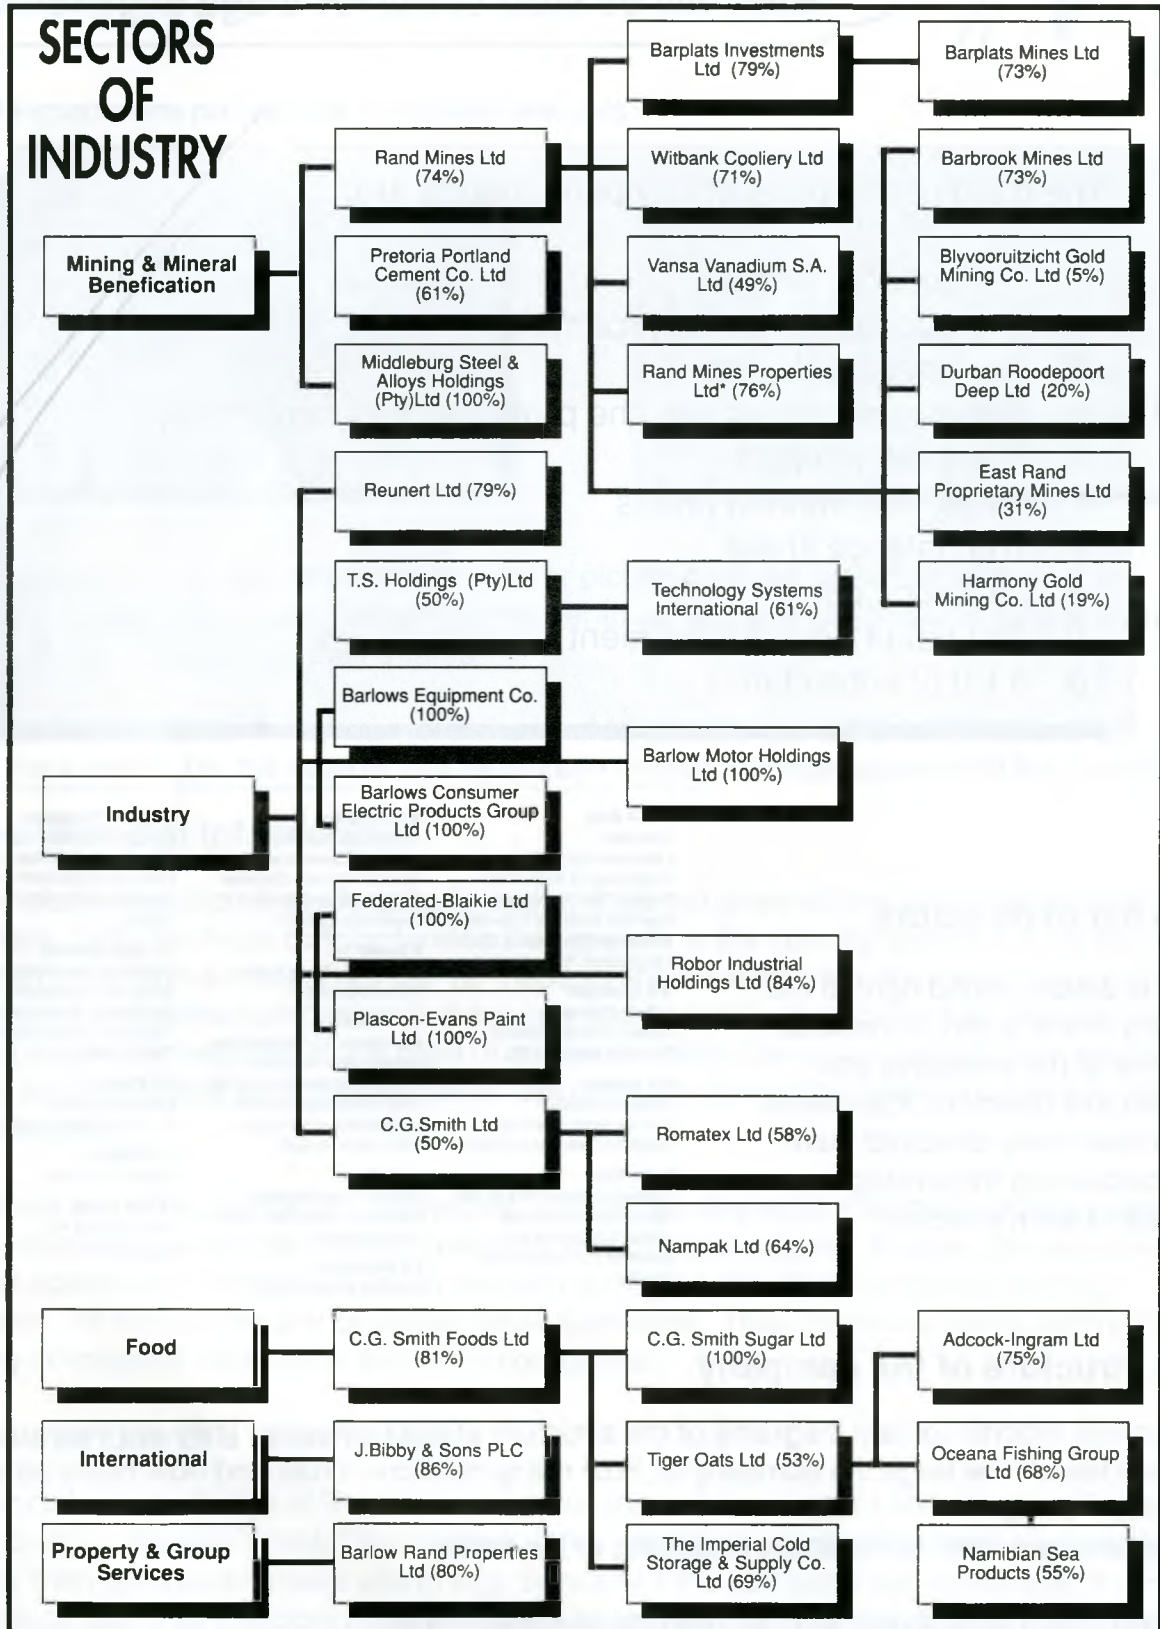 SECTORS
OF
INDUSTRY
Mining & Mineral
Benefication
Rand Mines Ltd
(74%)
Pretoria Portland
Cement Co. Ltd
(61%)
Middleburg Steel &
Alloys Holdings
(Pty)Ltd (100%)
Barplats Investments
Ltd (79%)
Barplats Mines Ltd
(73%)
Witbank Cooliery Ltd
(71%)
Vansa Vanadium S.A.
Ltd (49%)
Rand Mines Properties
Ltd* (76%)
Barbrook Mines Ltd
(73%)
Blyvooruitzicht Gold
Mining Co. Ltd (5%)
Durban Roodepoort
Deep Ltd (20%)
East Rand
Proprietary Mines Ltd
(31%)
Harmony Gold
Mining Co. Ltd (19%)
Industry
Reunert Ltd (79%)
T.S. Holdings (Pty)Ltd
(50%)
Technology Systems
International (61%)
Barlows Equipment Co.
(100%)
Barlow Motor Holdings
Ltd (100%)
Barlows Consumer
Electric Products Group
Ltd (100%)
Federated-Blaikie Ltd
(100%)
Robor Industrial
Holdings Ltd (84%)
Plascon-Evans Paint
Ltd (100%)
C.G.Smith Ltd
(50%)
Romatex Ltd (58%)
Nampak Ltd (64%)
Food
C.G. Smith Foods Ltd
(81%)
C.G. Smith Sugar Ltd
(100%)
Tiger Oats Ltd (53%)
The Imperial Cold
Storage & Supply Co.
Ltd (69%)
Adcock-Ingram Ltd
(75%)
Oceana Fishing Group
Ltd (68%)
Namibian Sea
Products (55%)
International
J.Bibby & Sons PLC
(86%)
Property & Group
Services
Barlow Rand Properties
Ltd (80%)